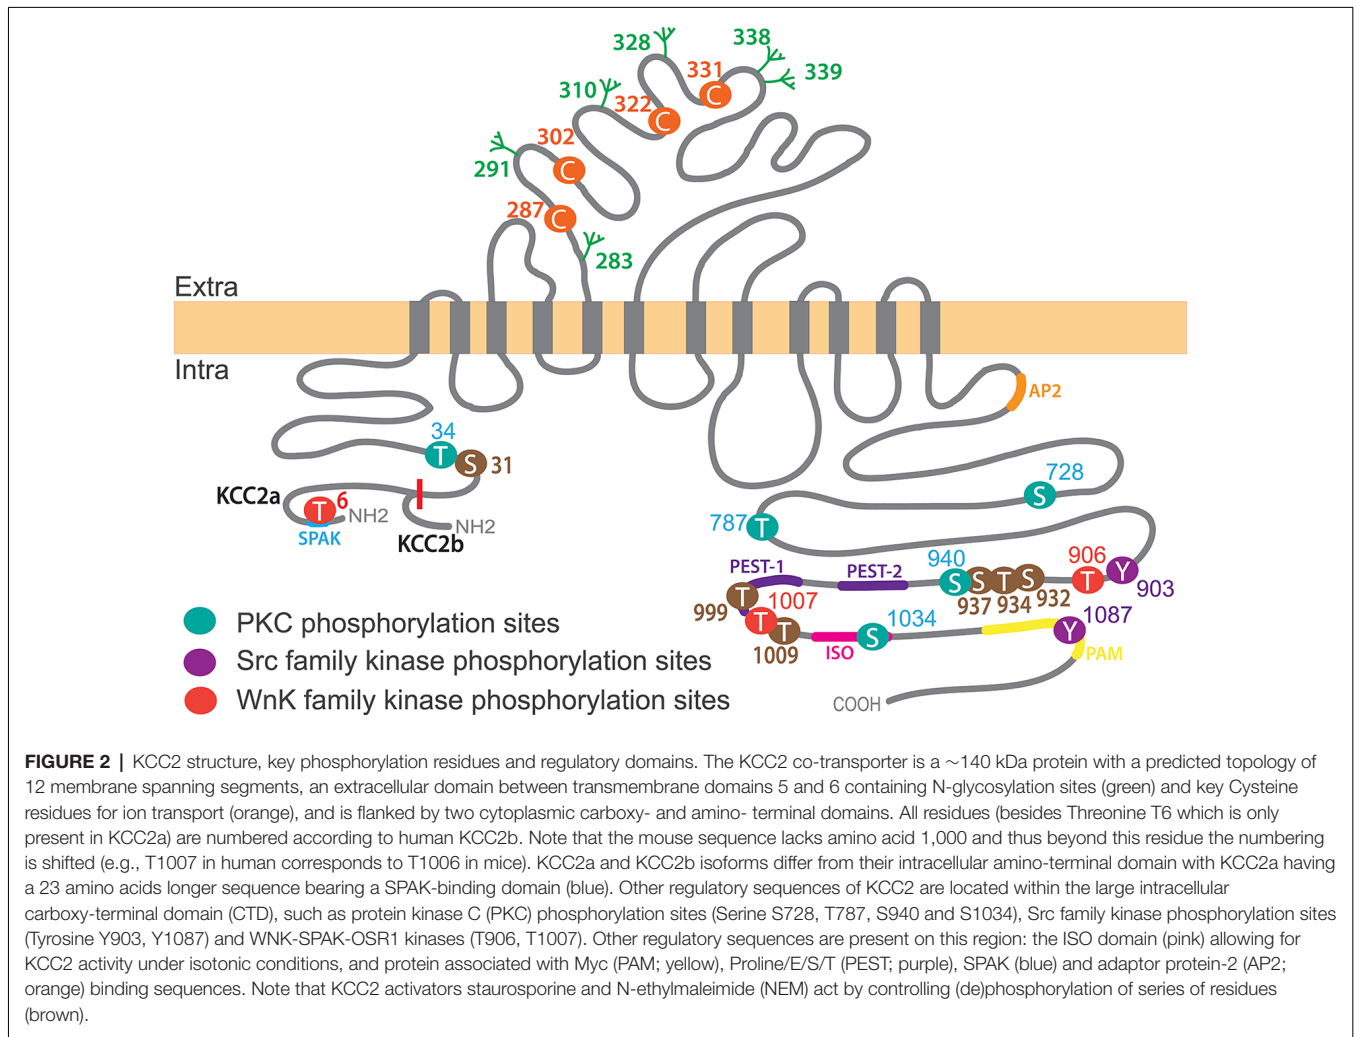 328
338
331
339
310
322
302
291
287
283
Extra
Intra
C
C
C
C
AP2
34
T
S
31
728
S
KCC2a
T
6
NH2
SPAK
NH2
KCC2b
787
T
PEST-1
PEST-2
940
906
S
S
T
S
T
Y
937
934
932
903
T
999
1007
T
T
1009
ISO
S
1034
1087
Y
PAM
COOH
PKC phosphorylation sites
Src family kinase phosphorylation sites
WnK family kinase phosphorylation sites
FIGURE 2 | KCC2 structure, key phosphorylation residues and regulatory domains. The KCC2 co-transporter is a ~140 kDa protein with a predicted topology of
12 membrane spanning segments, an extracellular domain between transmembrane domains 5 and 6 containing N-glycosylation sites (green) and key Cysteine
residues for ion transport (orange), and is flanked by two cytoplasmic carboxy- and amino- terminal domains. All residues (besides Threonine T6 which is only
present in KCC2a) are numbered according to human KCC2b. Note that the mouse sequence lacks amino acid 1,000 and thus beyond this residue the numbering
is shifted (e.g., T1007 in human corresponds to T1006 in mice). KCC2a and KCC2b isoforms differ from their intracellular amino-terminal domain with KCC2a having
a 23 amino acids longer sequence bearing a SPAK-binding domain (blue). Other regulatory sequences of KCC2 are located within the large intracellular
carboxy-terminal domain (CTD), such as protein kinase C (PKC) phosphorylation sites (Serine S728, T787, S940 and S1034), Src family kinase phosphorylation sites
(Tyrosine Y903, Y1087) and WNK-SPAK-OSR1 kinases (T906, T1007). Other regulatory sequences are present on this region: the ISO domain (pink) allowing for
KCC2 activity under isotonic conditions, and protein associated with Myc (PAM; yellow), Proline/E/S/T (PEST; purple), SPAK (blue) and adaptor protein-2 (AP2;
orange) binding sequences. Note that KCC2 activators staurosporine and N-ethylmaleimide (NEM) act by controlling (de)phosphorylation of series of residues
(brown).